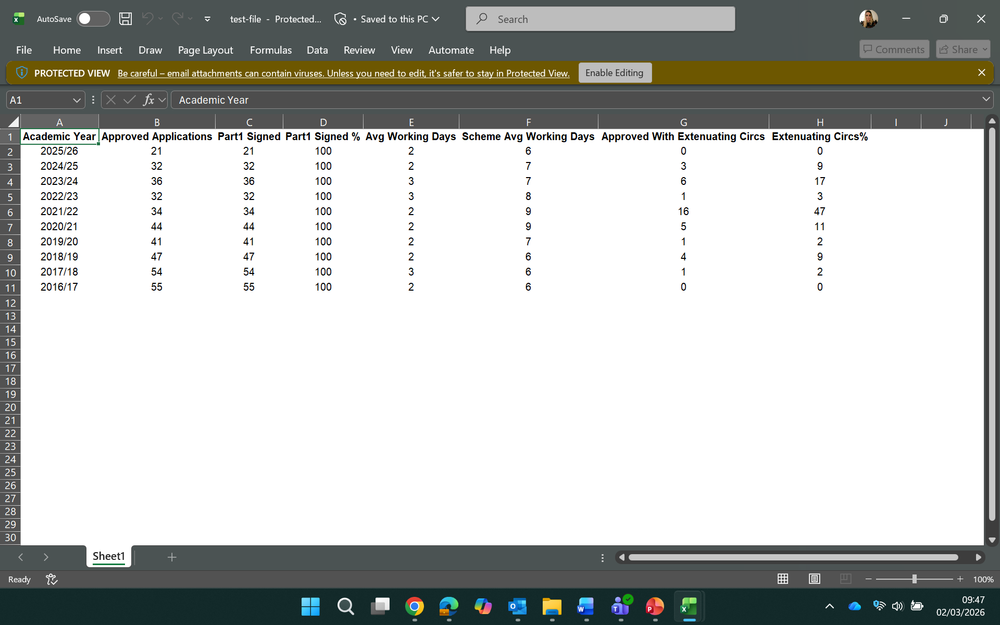 AutoSave test-file - Protected... • Saved to this PC Search
File Home Insert Draw Page Layout Formulas Data Review View Automate Help Comments Share
PROTECTED VIEW Be careful – email attachments can contain viruses. Unless you need to edit, it's safer to stay in Protected View. Enable Editing
A1 fx Academic Year
A B C D E F G H I J
1 Academic Year Approved Applications Part1 Signed Part1 Signed % Avg Working Days Scheme Avg Working Days Approved With Extenuating Circs Extenuating Circs%
2 2025/26 21 21 100 2 6 0 0
3 2024/25 32 32 100 2 7 3 9
4 2023/24 36 36 100 3 7 6 17
5 2022/23 32 32 100 3 8 1 3
6 2021/22 34 34 100 2 9 16 47
7 2020/21 44 44 100 2 9 5 11
8 2019/20 41 41 100 2 7 1 2
9 2018/19 47 47 100 2 6 4 9
10 2017/18 54 54 100 3 6 1 2
11 2016/17 55 55 100 2 6 0 0
12
13
14
15
16
17
18
19
20
21
22
23
24
25
26
27
28
29
30
Sheet1
Ready 100%
09:47
02/03/2026